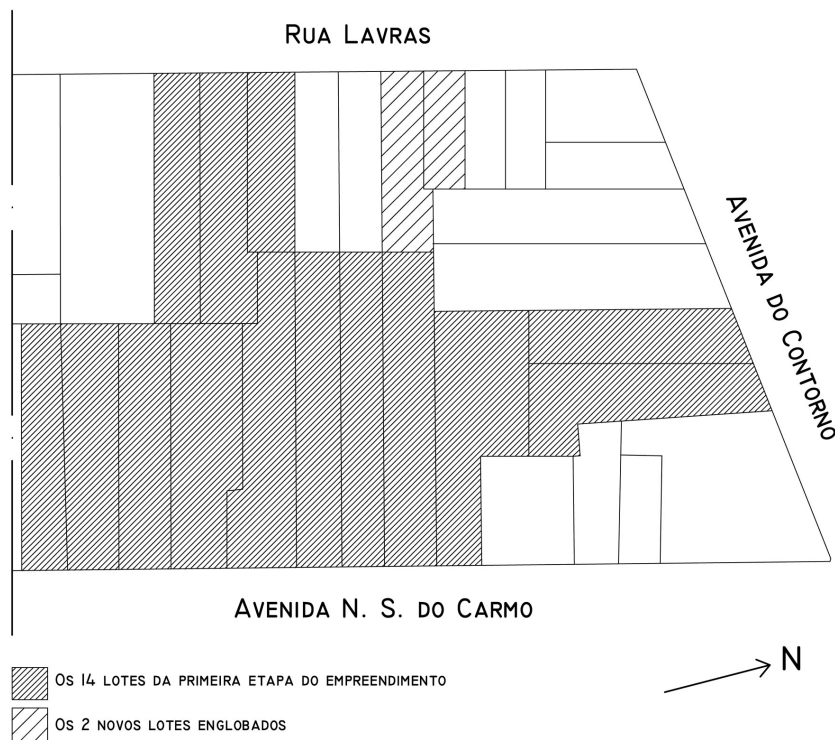 RUA LAVRAS
AVENIDA DO CONTORNO
AVENIDA N. S. DO CARMO
N
OS 14 LOTES DA PRIMEIRA ETAPA DO EMPREENDIMENTO
OS 2 NOVOS LOTES ENGLOBADOS